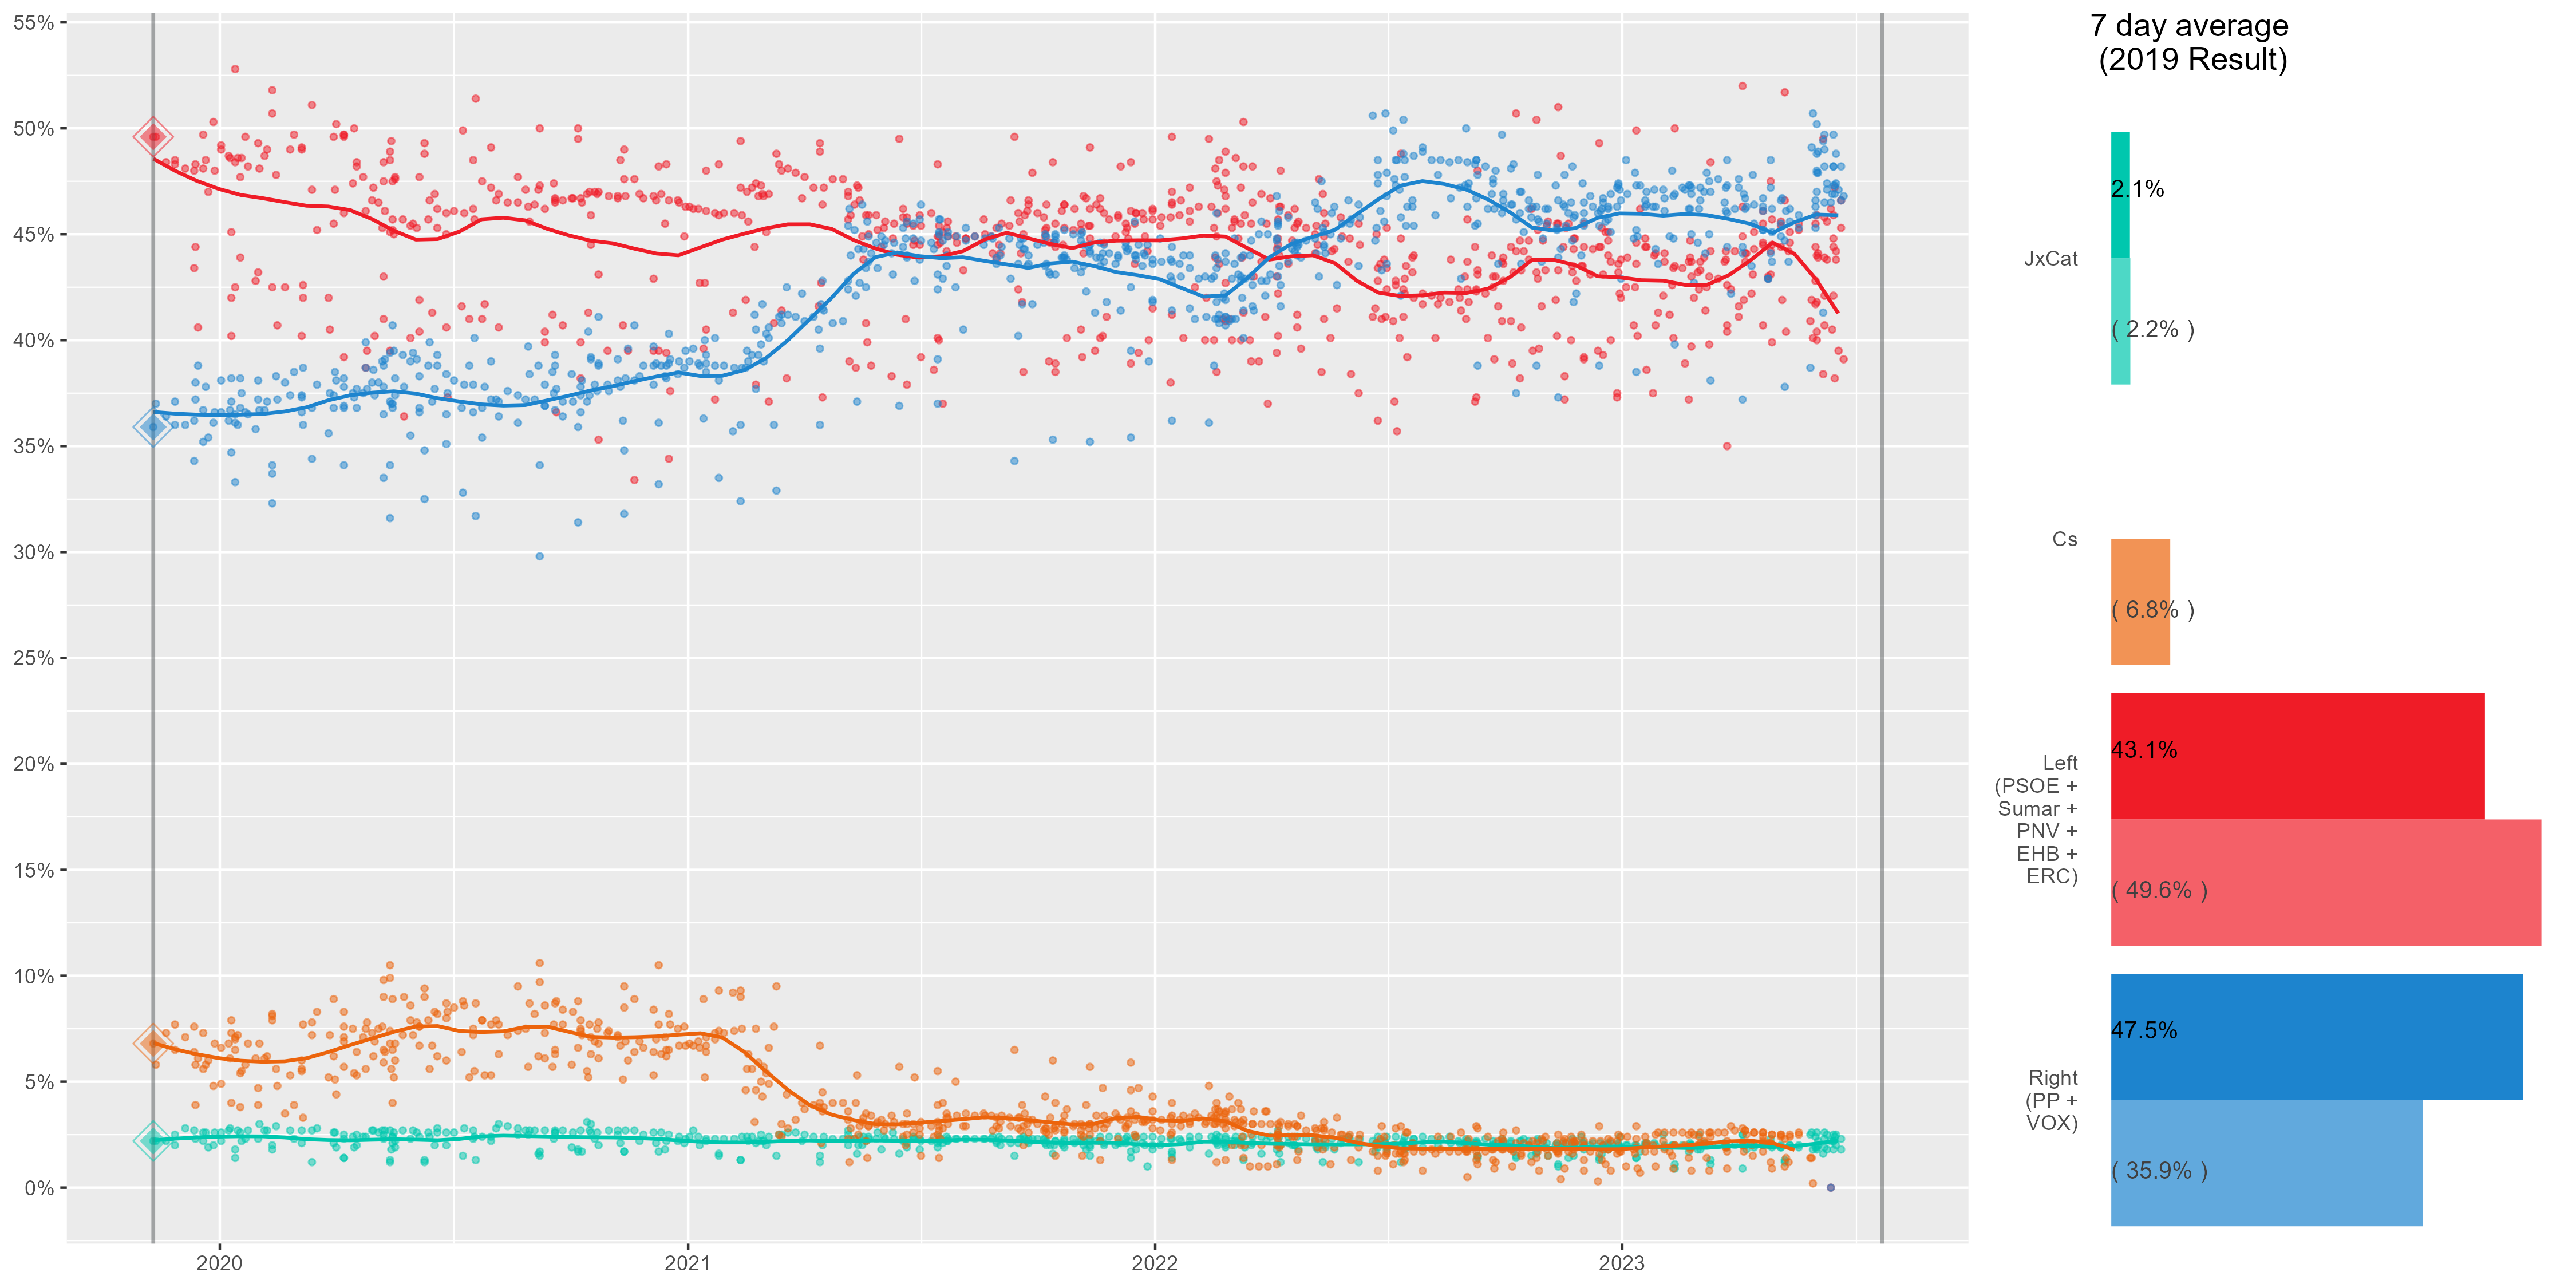 55%
50%
45%
40%
35%
30%
25%
20%
15%
10%
5%
0%
2020
2021
2022
2023
7 day average
(2019 Result)
JxCat
2.1%
( 2.2% )
Cs
( 6.8% )
Left
(PSOE +
Sumar +
PNV +
EHB +
ERC)
43.1%
( 49.6% )
Right
(PP +
VOX)
47.5%
( 35.9% )